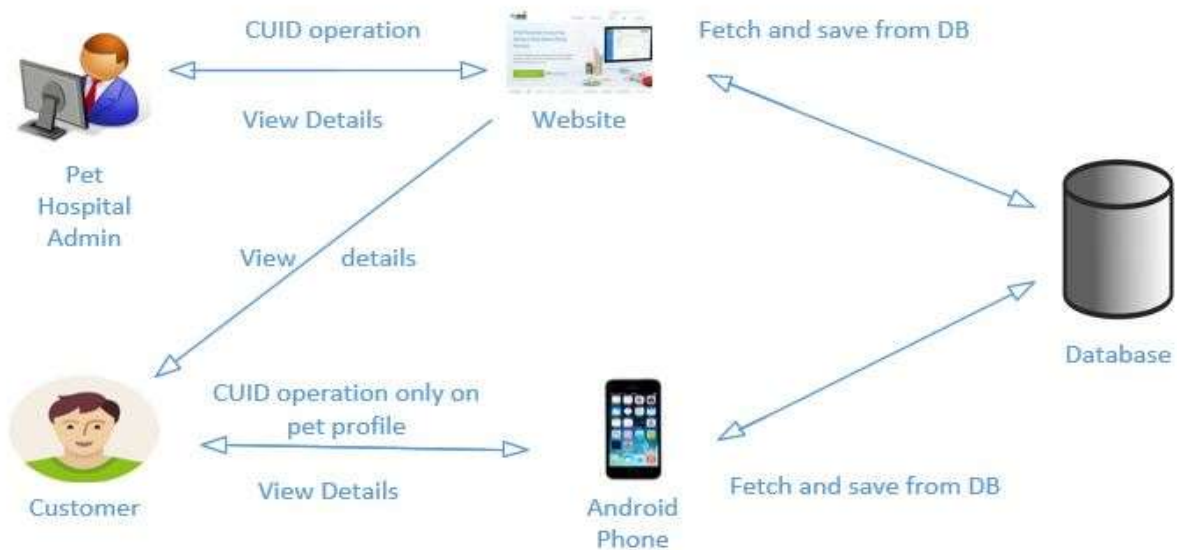 CUID operation
Fetch and save from DB
View Details
Website
Pet
Hospital
Admin
View details
Database
CUID operation only on
pet profile
View Details
Customer
Fetch and save from DB
Android
Phone